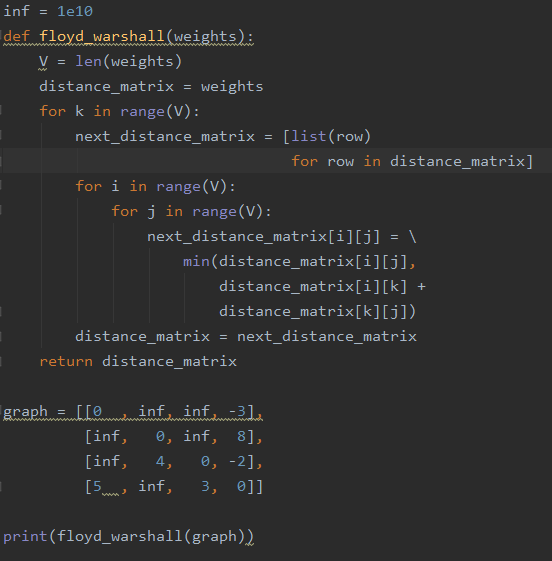 inf = 1e10
def floyd_warshall(weights):
    V = len(weights)
    distance_matrix = weights
    for k in range(V):
        next_distance_matrix = [list(row)
                                for row in distance_matrix]
        for i in range(V):
            for j in range(V):
                next_distance_matrix[i][j] = \
                    min(distance_matrix[i][j],
                        distance_matrix[i][k] +
                        distance_matrix[k][j])
        distance_matrix = next_distance_matrix
    return distance_matrix

graph = [[0  , inf, inf, -3],
         [inf,   0, inf,  8],
         [inf,   4,   0, -2],
         [5  , inf,   3,  0]]

print(floyd_warshall(graph))